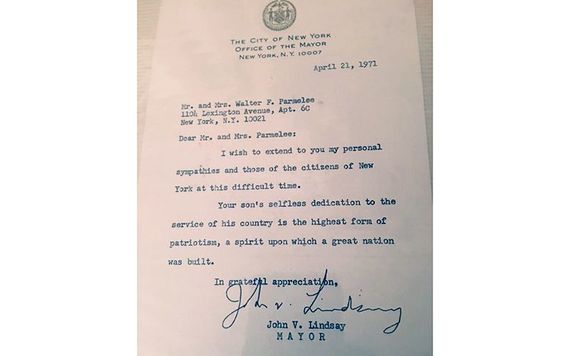 THE CITY OF NEW YORK
OFFICE OF THE MAYOR
NEW YORK, N.Y. 10007
April 21, 1971
Mr. and Mrs. Walter F. Parmelee
1104 Lexington Avenue, Apt. 6C
New York, N.Y. 10021
Dear Mr. and Mrs. Parmelee:
I wish to extend to you my personal
sympathies and those of the citizens of New
York at this difficult time.
Your son's selfless dedication to the
service of his country is the highest form of
patriotism, a spirit upon which a great nation
was built.
In grateful appreciation,
John V. Lindsay
John V. Lindsay
MAYOR